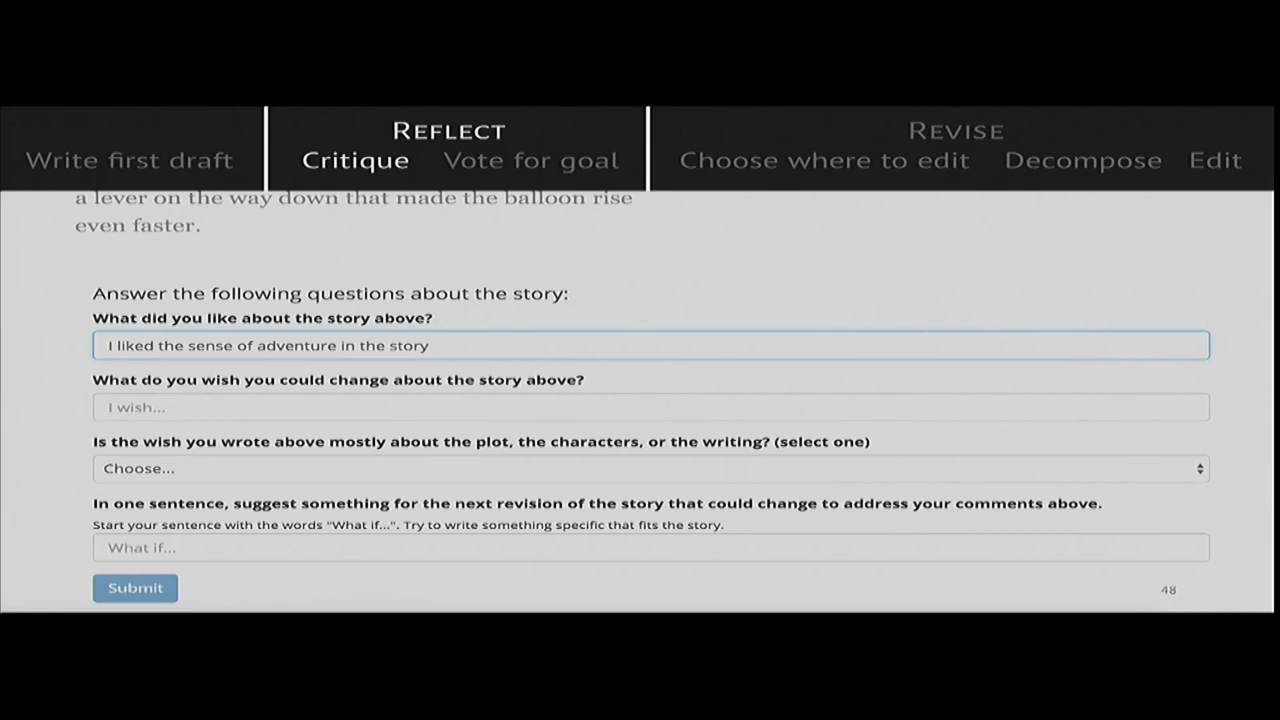 REFLECT
REVISE
Write first draft
Critique
Vote for goal
Choose where to edit
Decompose
Edit
a lever on the way down that made the balloon rise
even faster.
Answer the following questions about the story:
What did you like about the story above?
I liked the sense of adventure in the story
What do you wish you could change about the story above?
I wish...
Is the wish you wrote above mostly about the plot, the characters, or the writing? (select one)
Choose...
In one sentence, suggest something for the next revision of the story that could change to address your comments above.
Start your sentence with the words "What if...". Try to write something specific that fits the story.
What if...
Submit
48